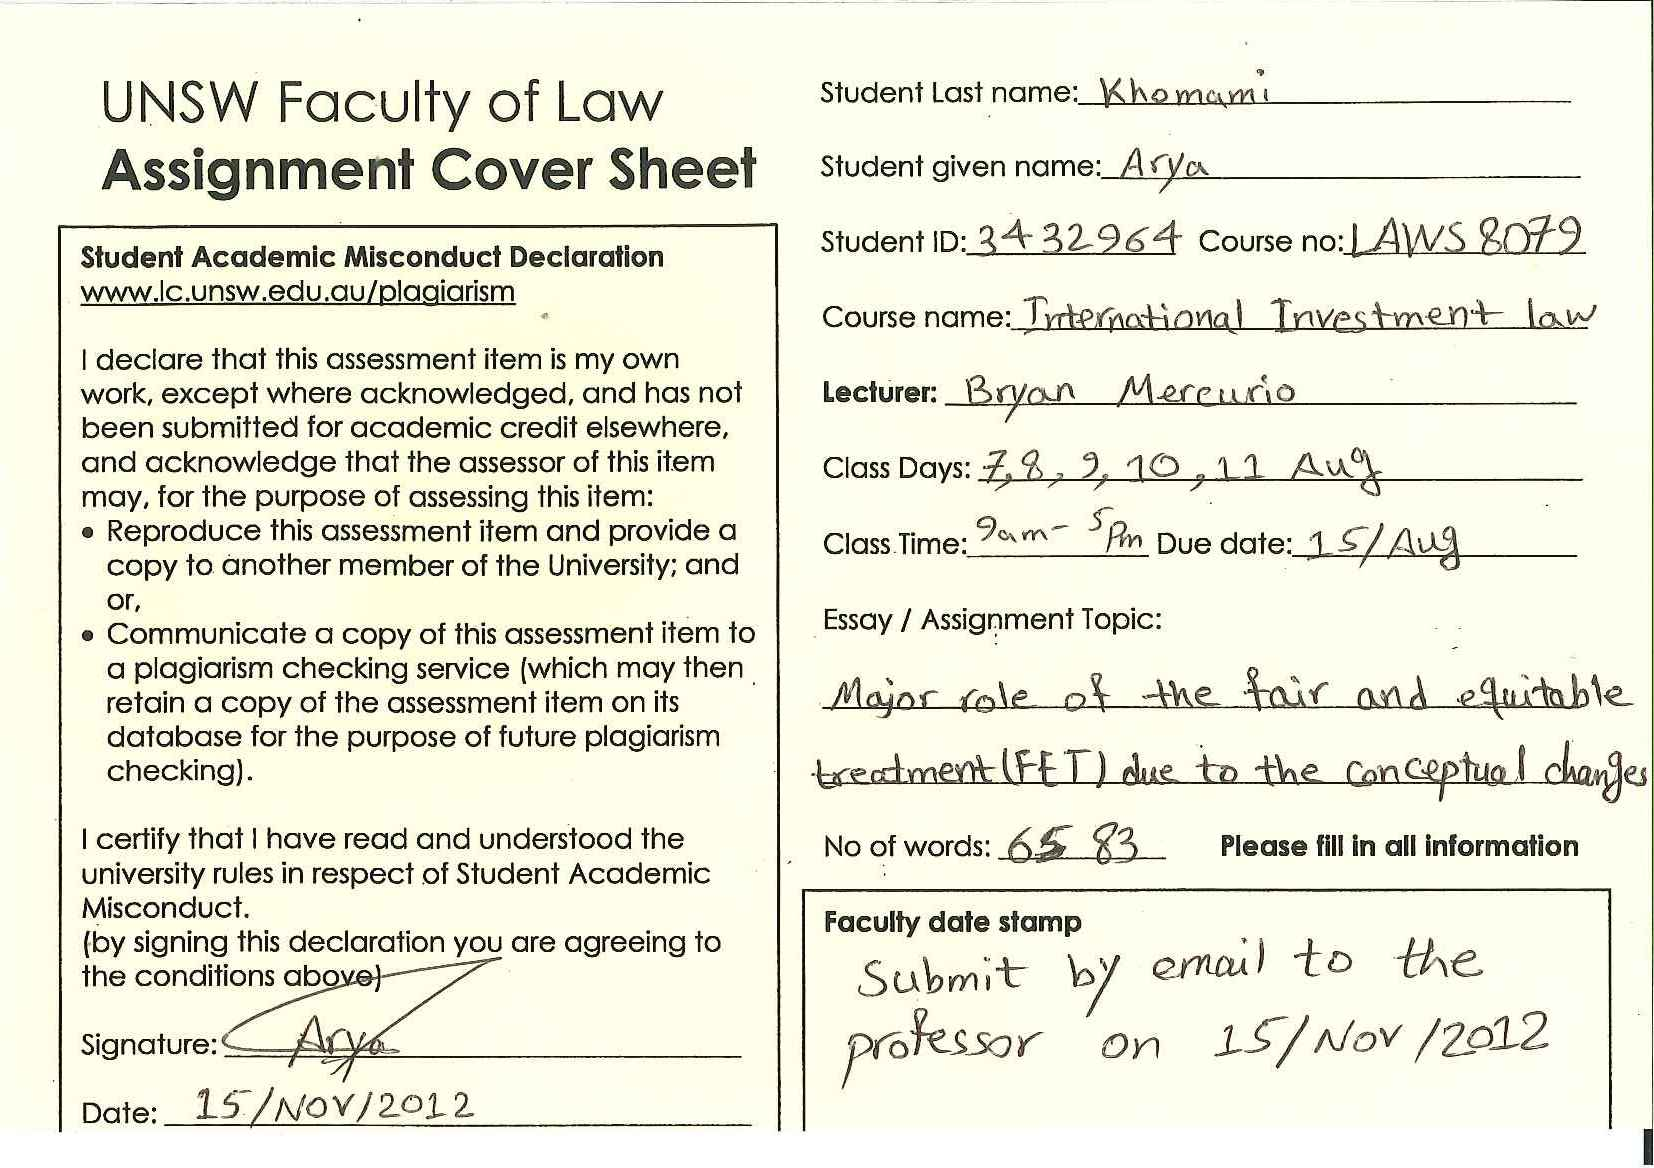 UNSW Faculty of Law
Assignment Cover Sheet
Student Academic Misconduct Declaration
www.lc.unsw.edu.au/plagiarism
I declare that this assessment item is my own
work, except where acknowledged, and has not
been submitted for academic credit elsewhere,
and acknowledge that the assessor of this item
may, for the purpose of assessing this item:
• Reproduce this assessment item and provide a
copy to another member of the University; and
or,
• Communicate a copy of this assessment item to
a plagiarism checking service (which may then
retain a copy of the assessment item on its
database for the purpose of future plagiarism
checking).
I certify that I have read and understood the
university rules in respect of Student Academic
Misconduct.
(by signing this declaration you are agreeing to
the conditions above)
Signature: Arya
Date: 15/NOV/2012
Student Last name: Khomami
Student given name: Arya
Student ID: 3432964 Course no: LAWS 8079
Course name: International Investment law
Lecturer: Bryan Mercurio
Class Days: 7, 8, 9, 10, 11 Aug
Class Time: 9am - 5Pm Due date: 15/Aug
Essay / Assignment Topic:
Major role of the fair and equitable
treatment (FET) due to the conceptual changes
No of words: 6583 Please fill in all information
Faculty date stamp
Submit by email to the
professor on 15/Nov/2012